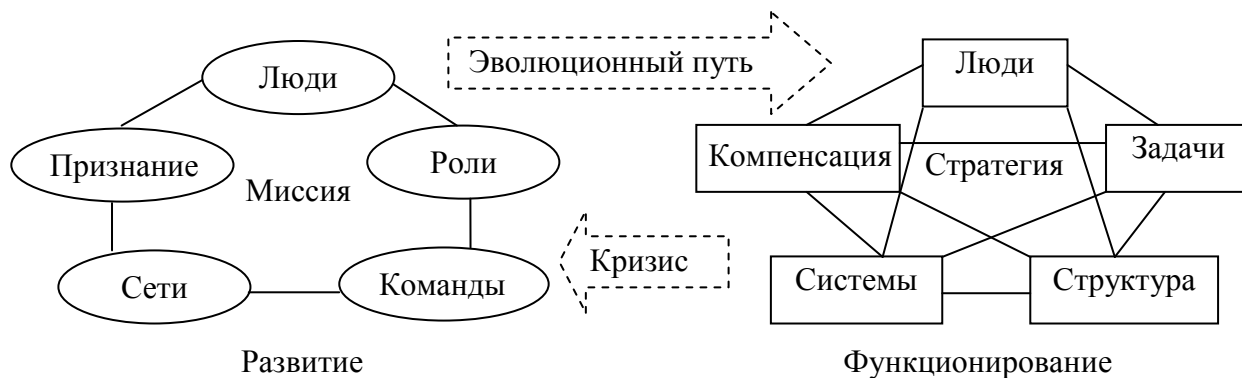 Эволюционный путь
Люди
Признание
Роли
Миссия
Сети
Команды
Развитие
Кризис
Люди
Компенсация
Стратегия
Задачи
Системы
Структура
Функционирование